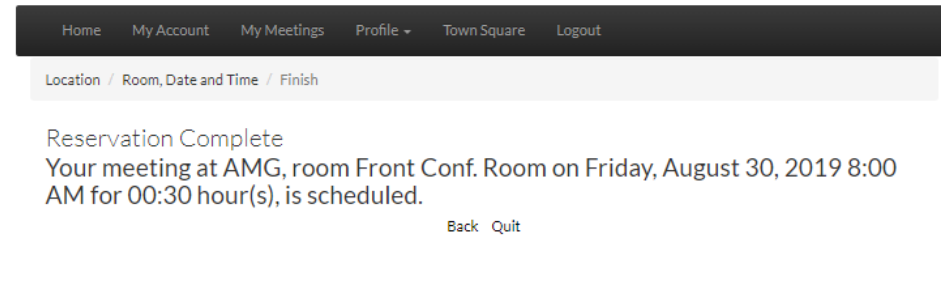 Home My Account My Meetings Profile Town Square Logout
Location / Room, Date and Time / Finish
Reservation Complete
Your meeting at AMG, room Front Conf. Room on Friday, August 30, 2019 8:00
AM for 00:30 hour(s), is scheduled.
Back Quit